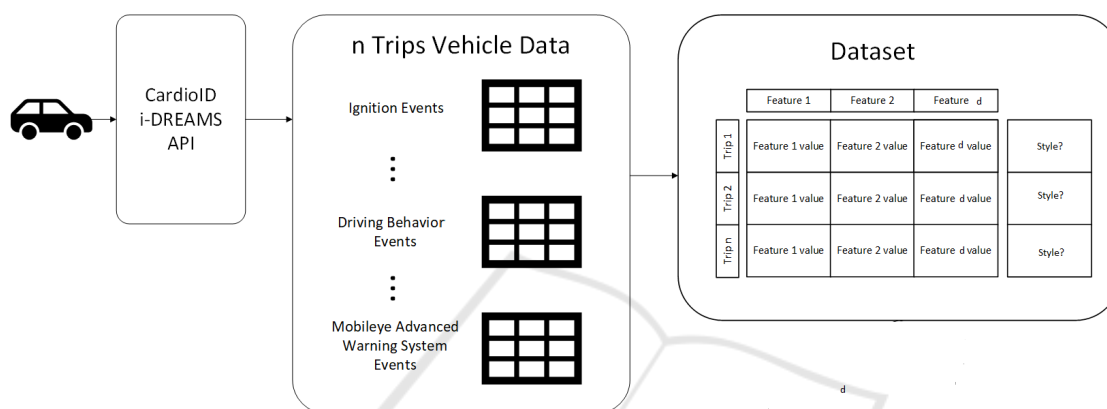 CardioID
i-DREAMS
API
n Trips Vehicle Data
Ignition Events
Driving Behavior
Events
Mobileye Advanced
Warning System
Events
Dataset
Feature 1 Feature 2 Feature d
Trip 1 Feature 1 value Feature 2 value Feature d value Style?
Trip 2 Feature 1 value Feature 2 value Feature d value Style?
Trip n Feature 1 value Feature 2 value Feature d value Style?
d